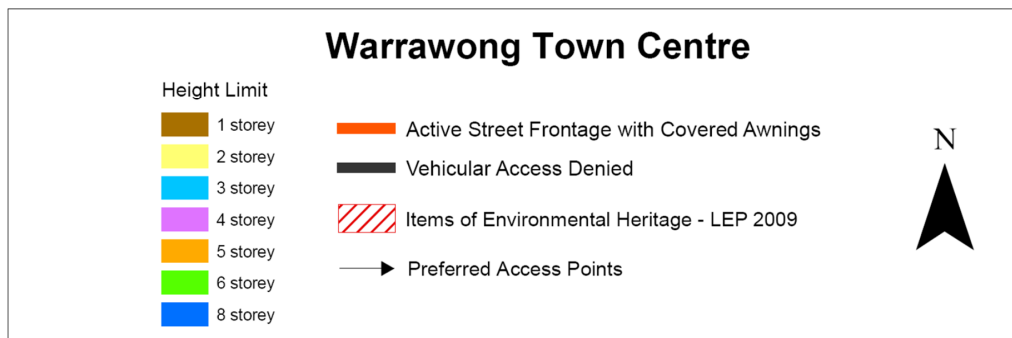 Warrawong Town Centre
Height Limit
1 storey
2 storey
3 storey
4 storey
5 storey
6 storey
8 storey
Active Street Frontage with Covered Awnings
Vehicular Access Denied
Items of Environmental Heritage - LEP 2009
Preferred Access Points
N